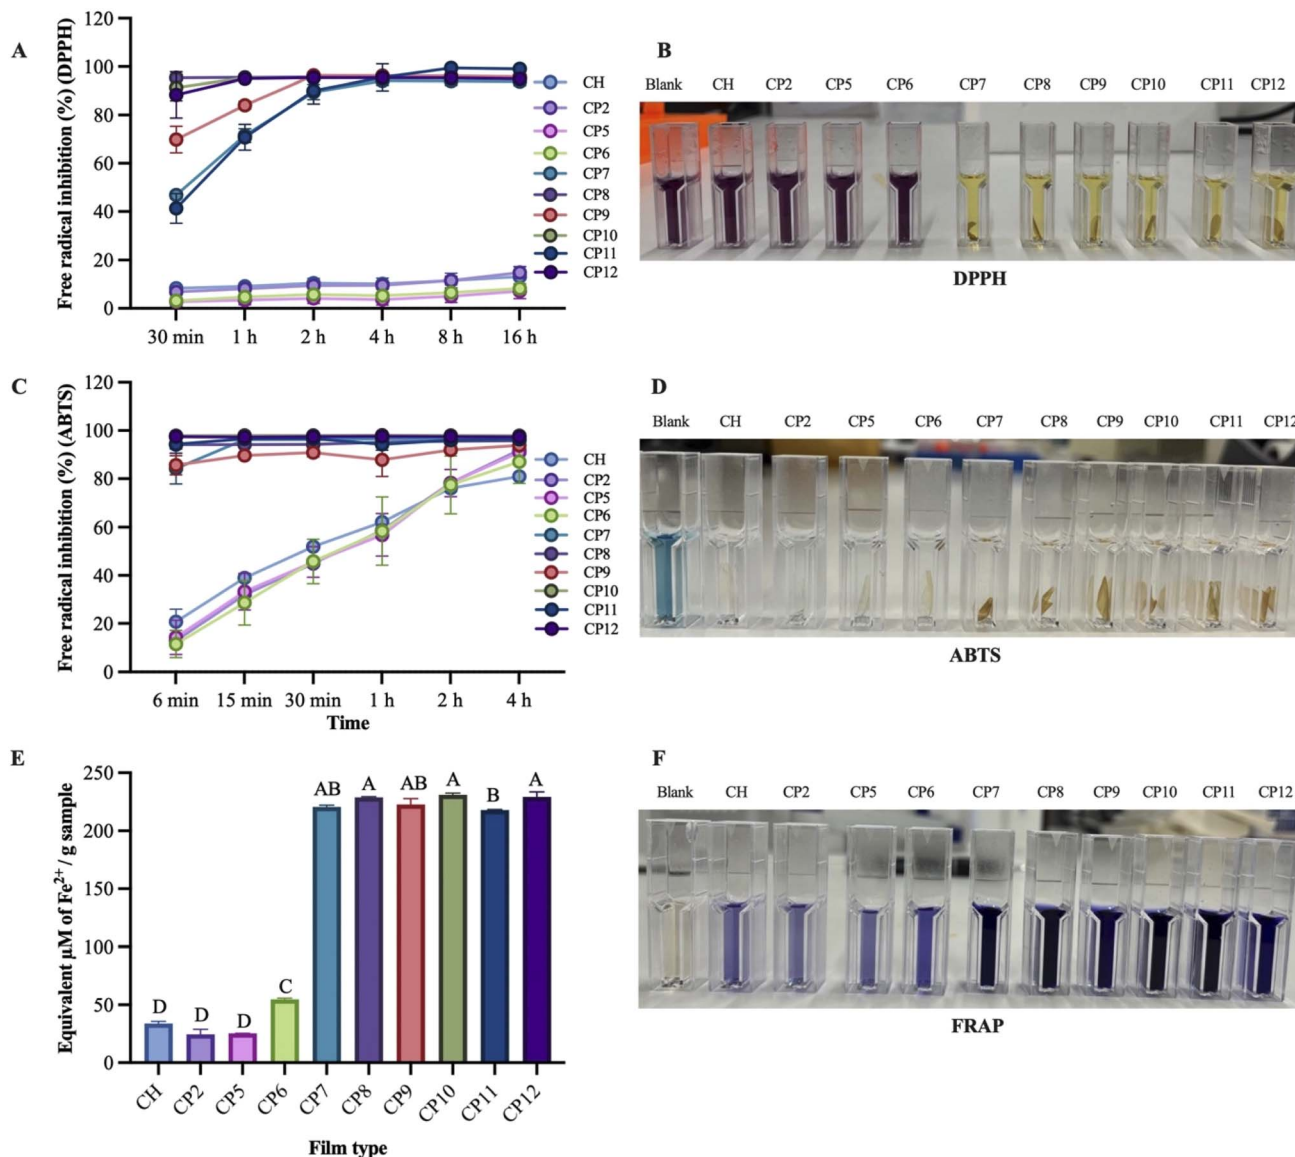 A
Free radical inhibition (%) (DPPH)
120
100
80
60
40
20
0
30 min 1 h 2 h 4 h 8 h 16 h
CH
CP2
CP5
CP6
CP7
CP8
CP9
CP10
CP11
CP12
B
Blank CH CP2 CP5 CP6 CP7 CP8 CP9 CP10 CP11 CP12
DPPH
C
Free radical inhibition (%) (ABTS)
120
100
80
60
40
20
0
6 min 15 min 30 min 1 h 2 h 4 h
Time
CH
CP2
CP5
CP6
CP7
CP8
CP9
CP10
CP11
CP12
D
Blank CH CP2 CP5 CP6 CP7 CP8 CP9 CP10 CP11 CP12
ABTS
E
Equivalent µM of Fe²⁺ / g sample
250
200
150
100
50
0
D D D C AB A AB A B A
CH CP2 CP5 CP6 CP7 CP8 CP9 CP10 CP11 CP12
Film type
F
Blank CH CP2 CP5 CP6 CP7 CP8 CP9 CP10 CP11 CP12
FRAP